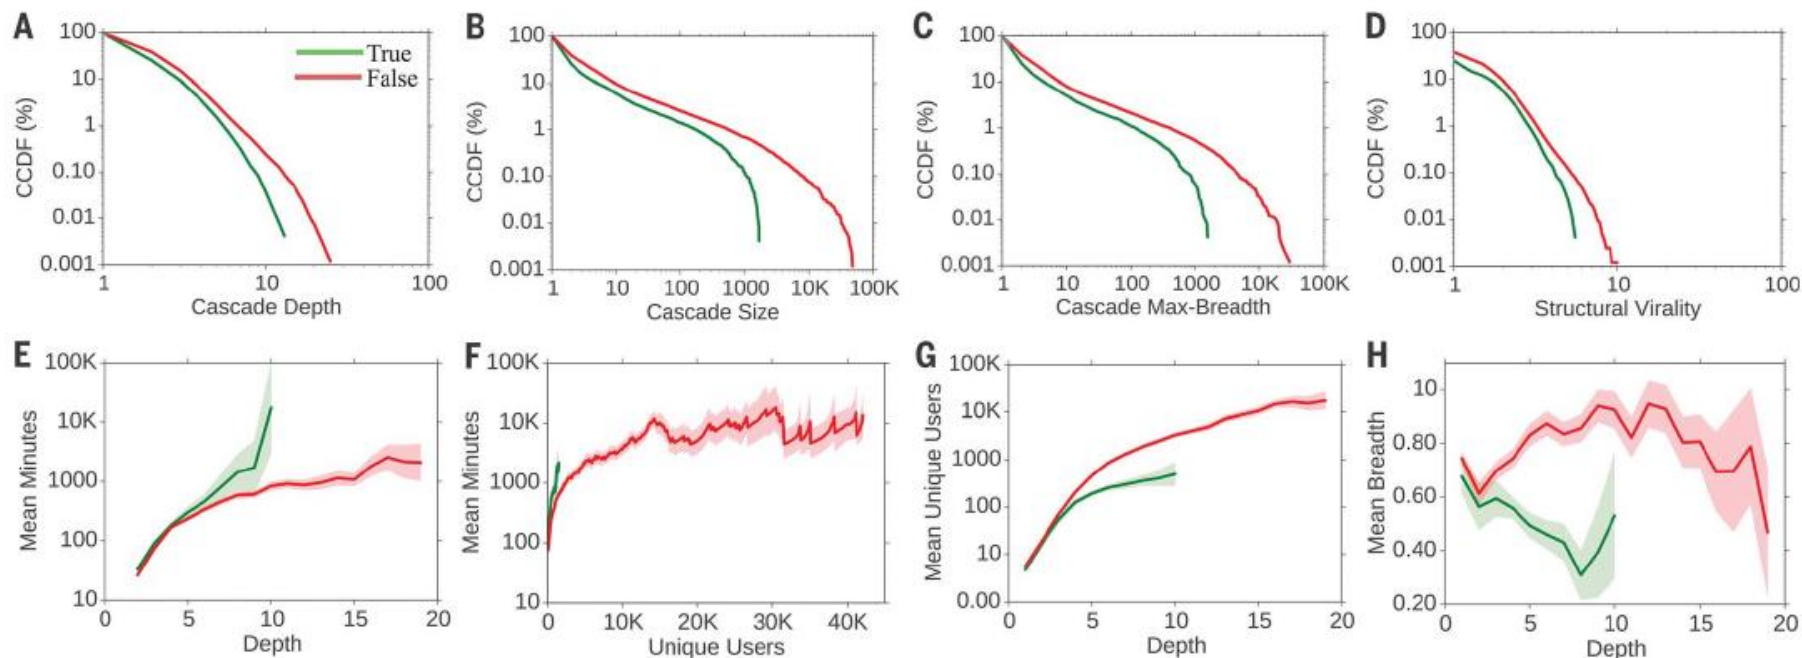 A
CCDF (%)
100
10
1
0.10
0.01
0.001
True
False
1 10 100
Cascade Depth
B
CCDF (%)
100
10
1
0.10
0.01
0.001
1 10 100 1000 10K 100K
Cascade Size
C
CCDF (%)
100
10
1
0.10
0.01
0.001
1 10 100 1000 10K 100K
Cascade Max-Breadth
D
CCDF (%)
100
10
1
0.10
0.01
0.001
1 10 100
Structural Virality
E
Mean Minutes
100K
10K
1000
100
10
0 5 10 15 20
Depth
F
Mean Minutes
100K
10K
1000
100
10
0 10K 20K 30K 40K
Unique Users
G
Mean Unique Users
100K
10K
1000
100
10
0.00
0 5 10 15 20
Depth
H
Mean Breadth
10
0.80
0.60
0.40
0.20
0 5 10 15 20
Depth